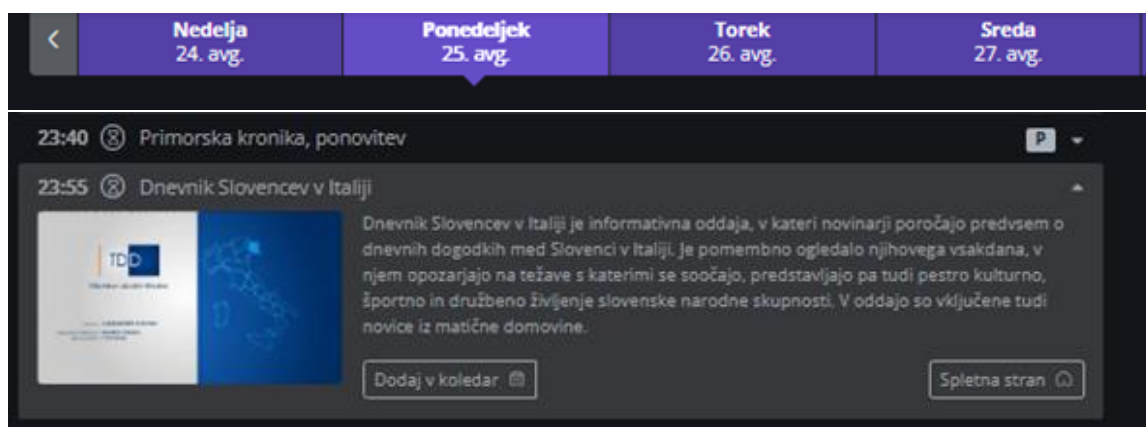 Nedelja
24. avg.
Ponedeljek
25. avg.
Torek
26. avg.
Sreda
27. avg.
23:40 Primorska kronika, ponovitev P
23:55 Dnevnik Slovencev v Italiji
Dnevnik Slovencev v Italiji je informativna oddaja, v kateri novinarji poročajo predvsem o
dnevnih dogodkih med Slovenci v Italiji. Je pomembno ogledalo njihovega vsakdana, v
njem opozarjajo na težave s katerimi se soočajo, predstavljajo pa tudi pestro kulturno,
športno in družbeno življenje slovenske narodne skupnosti. V oddajo so vključene tudi
novice iz matične domovine.
TDD
Dodaj v koledar
Spletna stran